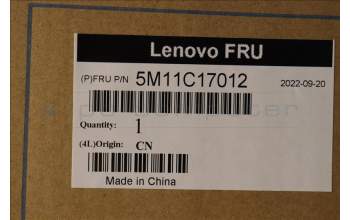 Lenovo FRU
(P)FRU P/N 5M11C17012 2022-09-20
Quantity: 1
(4L)Origin: CN
Made in China